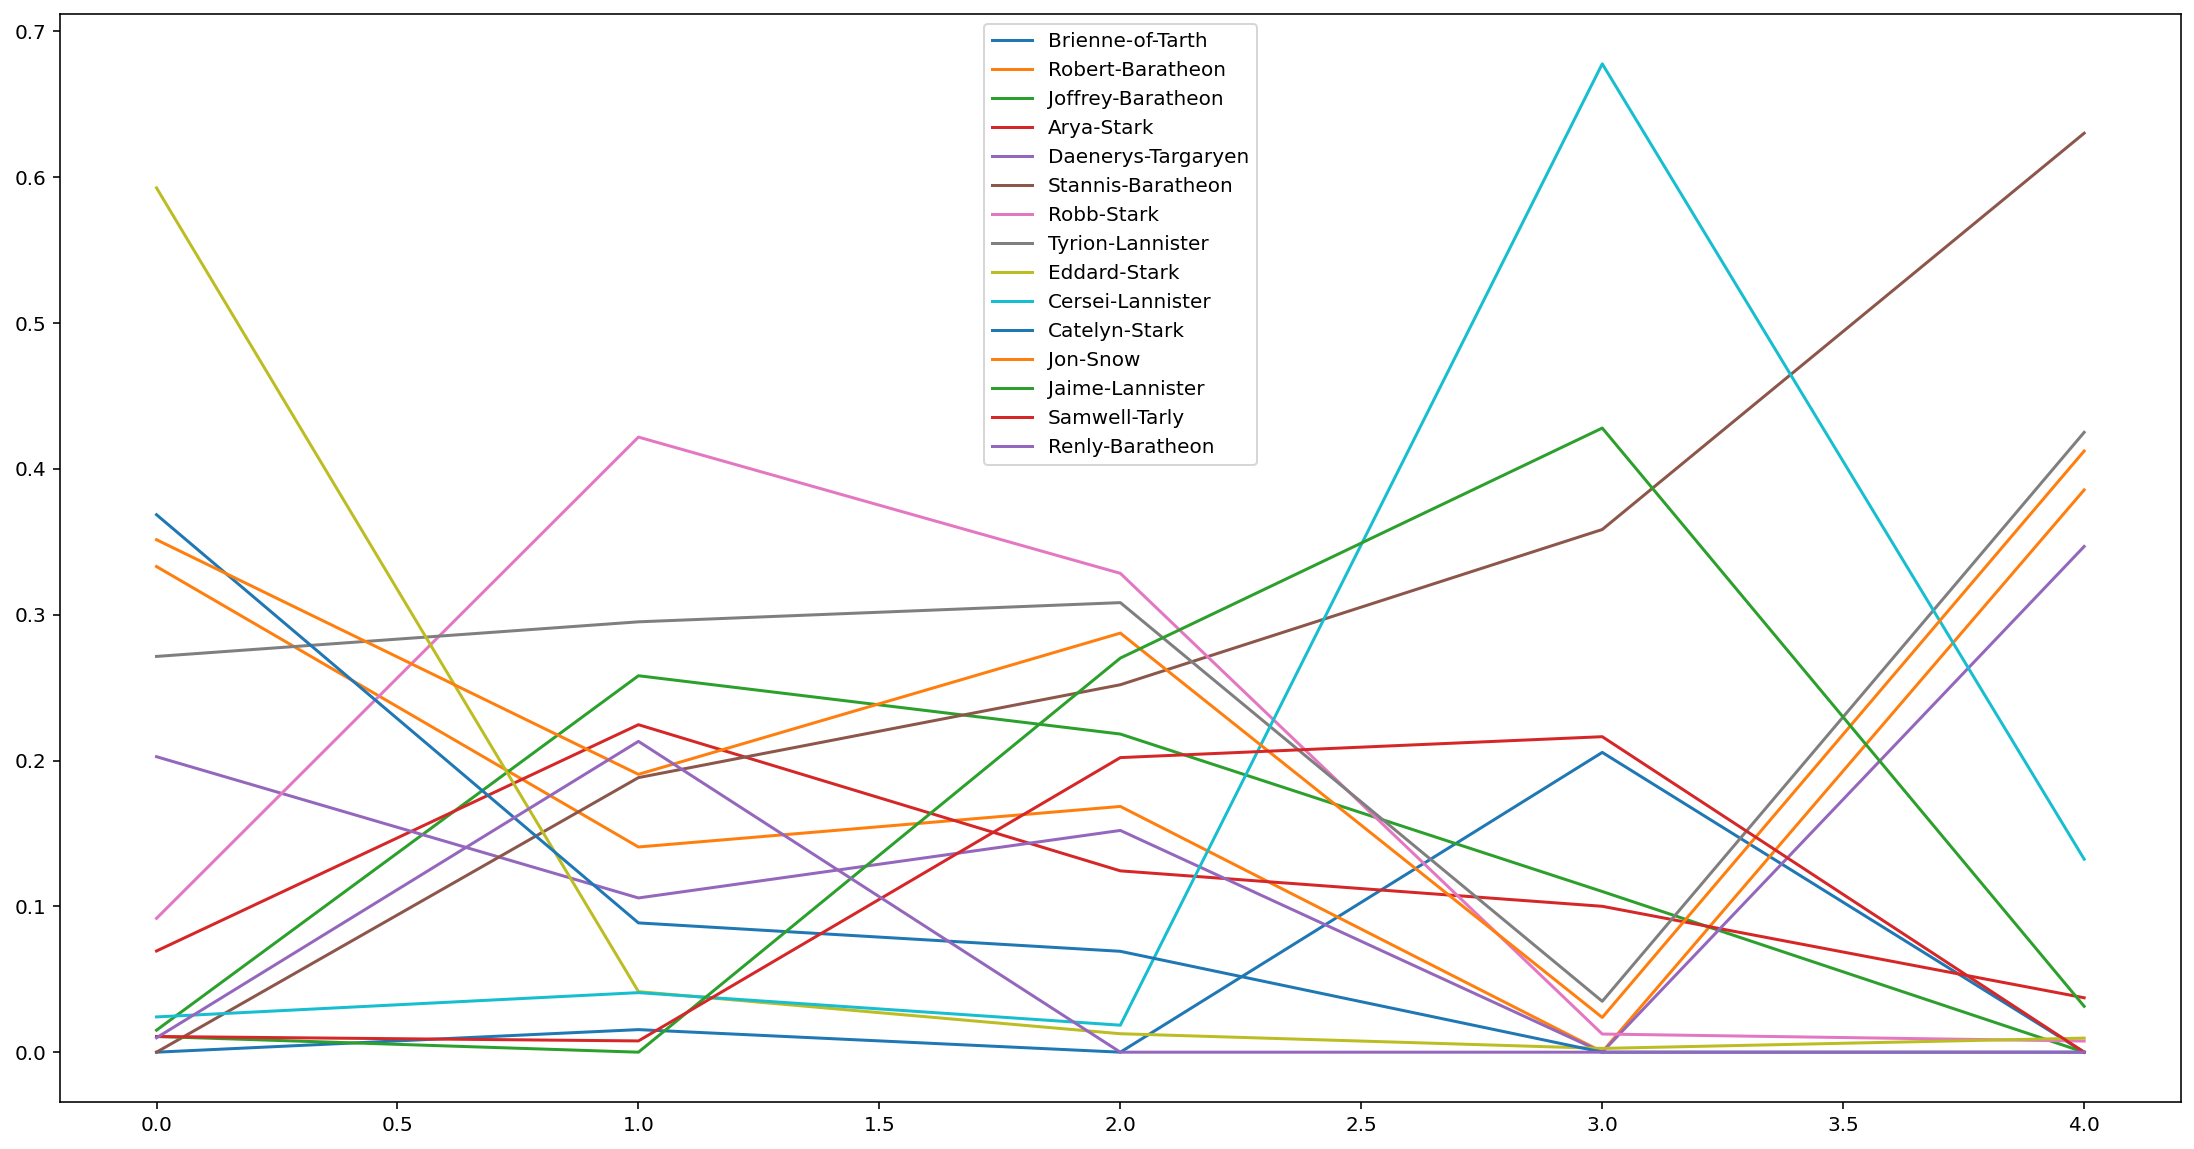 0.7
0.6
0.5
0.4
0.3
0.2
0.1
0.0
Brienne-of-Tarth
Robert-Baratheon
Joffrey-Baratheon
Arya-Stark
Daenerys-Targaryen
Stannis-Baratheon
Robb-Stark
Tyrion-Lannister
Eddard-Stark
Cersei-Lannister
Catelyn-Stark
Jon-Snow
Jaime-Lannister
Samwell-Tarly
Renly-Baratheon
0.0 0.5 1.0 1.5 2.0 2.5 3.0 3.5 4.0